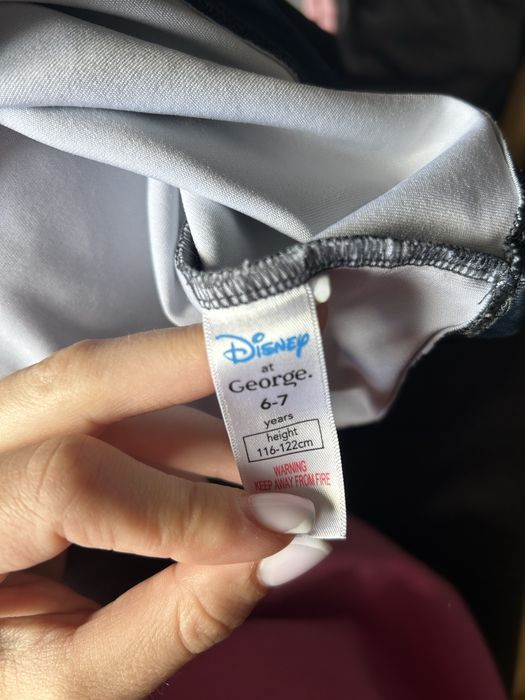 Disney
at
George.
6-7
years
height
116-122cm
WARNING
KEEP AWAY FROM FIRE